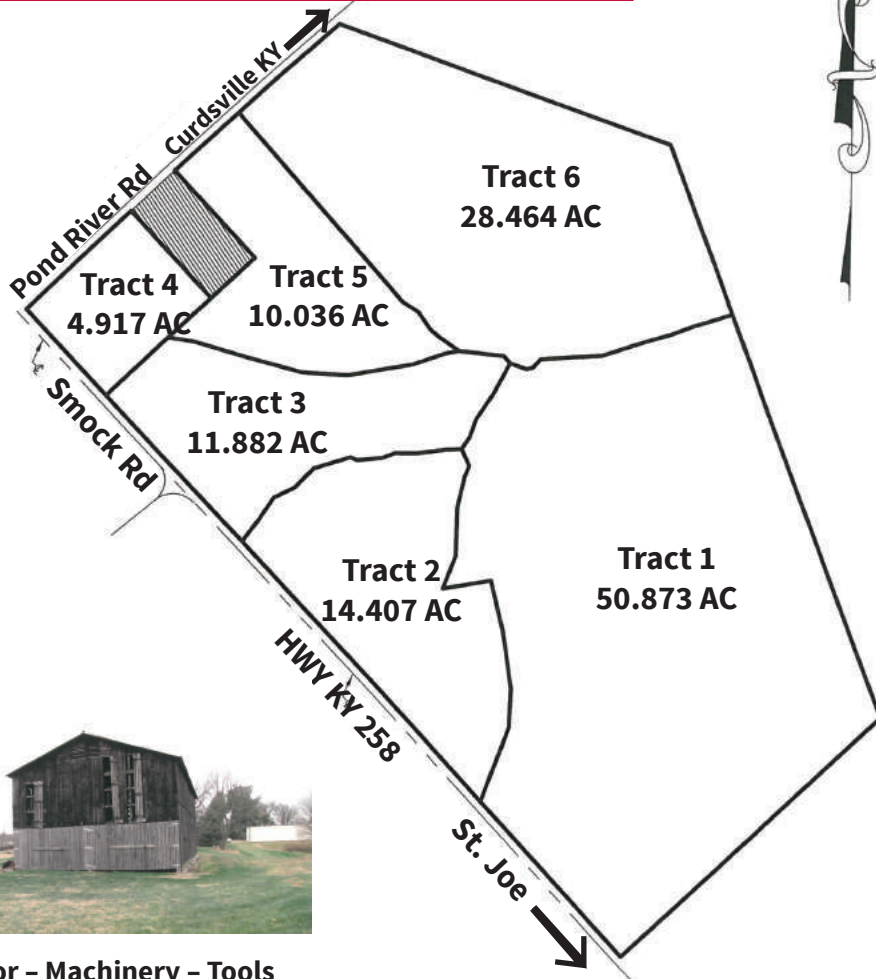 Curdsville KY
Pond River Rd
Tract 6
28.464 AC
Tract 5
10.036 AC
Tract 4
4.917 AC
Tract 3
11.882 AC
Smock Rd
Tract 2
14.407 AC
Tract 1
50.873 AC
HWY KY 258
St. Joe
or – Machinery – Tools